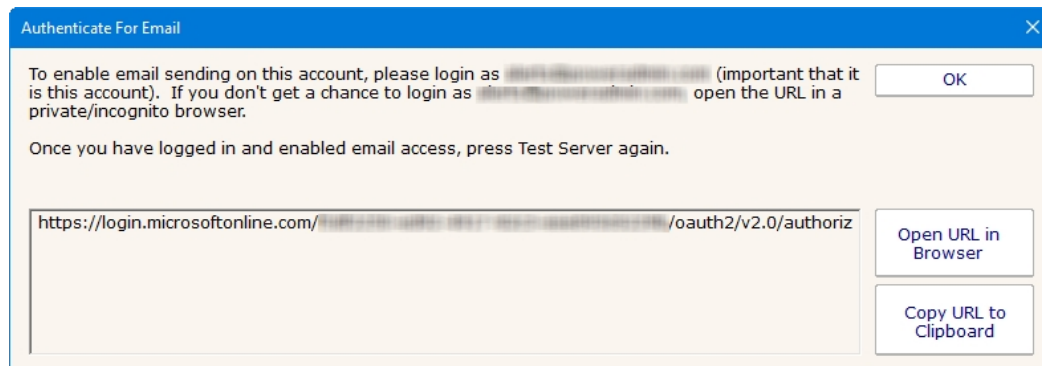 Authenticate For Email
To enable email sending on this account, please login as (important that it
is this account). If you don't get a chance to login as open the URL in a
private/incognito browser.
Once you have logged in and enabled email access, press Test Server again.
OK
https://login.microsoftonline.com/ /oauth2/v2.0/authoriz
Open URL in
Browser
Copy URL to
Clipboard